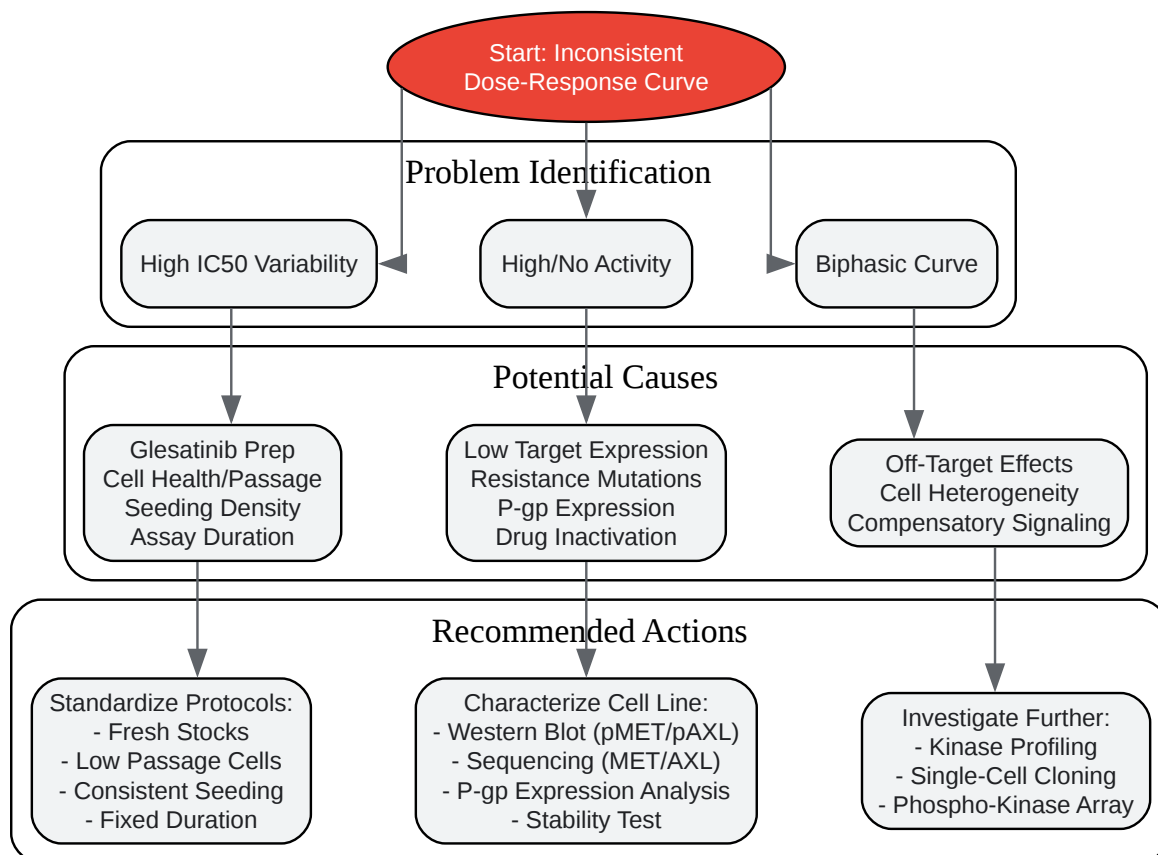 Start: Inconsistent
Dose-Response Curve
Problem Identification
High IC50 Variability
High/No Activity
Biphasic Curve
Potential Causes
Glesatinib Prep
Cell Health/Passage
Seeding Density
Assay Duration
Low Target Expression
Resistance Mutations
P-gp Expression
Drug Inactivation
Off-Target Effects
Cell Heterogeneity
Compensatory Signaling
Recommended Actions
Standardize Protocols:
- Fresh Stocks
- Low Passage Cells
- Consistent Seeding
- Fixed Duration
Characterize Cell Line:
- Western Blot (pMET/pAXL)
- Sequencing (MET/AXL)
- P-gp Expression Analysis
- Stability Test
Investigate Further:
- Kinase Profiling
- Single-Cell Cloning
- Phospho-Kinase Array